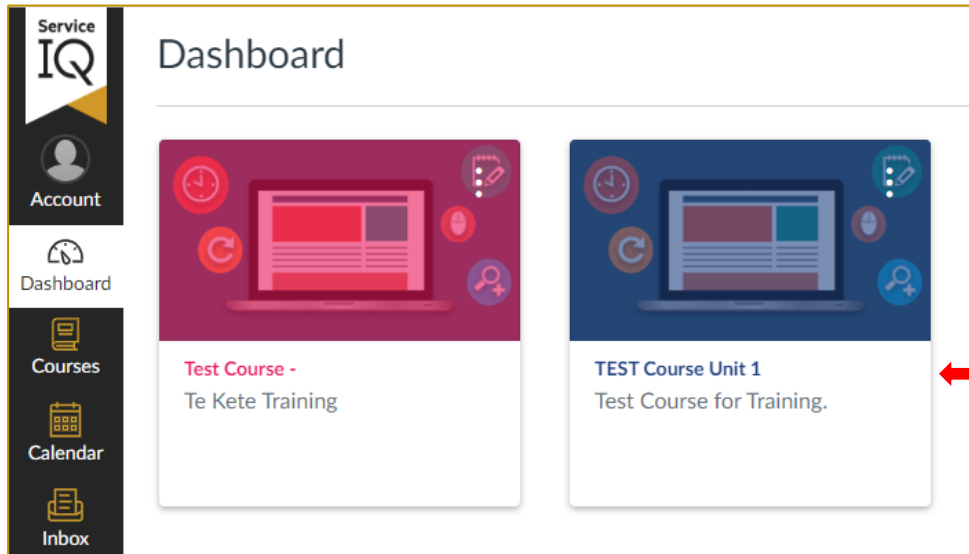 Service
IQ
Dashboard
Account
Dashboard
Courses
Calendar
Inbox
Test Course -
Te Kete Training
TEST Course Unit 1
Test Course for Training.